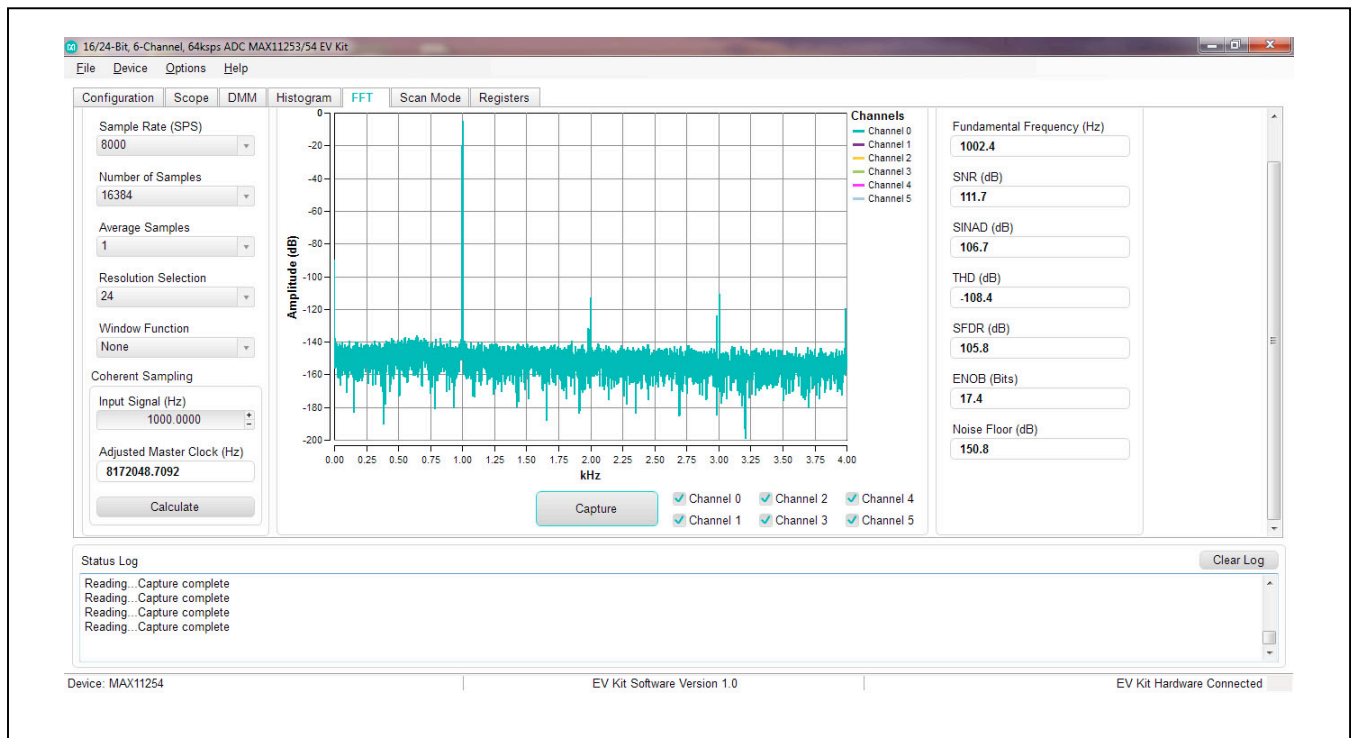 16/24-Bit, 6-Channel, 64ksps ADC MAX11253/54 EV Kit
File Device Options Help
Configuration Scope DMM Histogram FFT Scan Mode Registers
Sample Rate (SPS)
8000
Number of Samples
16384
Average Samples
1
Resolution Selection
24
Window Function
None
Coherent Sampling
Input Signal (Hz)
1000.0000
Adjusted Master Clock (Hz)
8172048.7092
Calculate
Amplitude (dB)
0
-20
-40
-60
-80
-100
-120
-140
-160
-180
-200
0.00 0.25 0.50 0.75 1.00 1.25 1.50 1.75 2.00 2.25 2.50 2.75 3.00 3.25 3.50 3.75 4.00
kHz
Channels
Channel 0
Channel 1
Channel 2
Channel 3
Channel 4
Channel 5
Capture
Channel 0 Channel 2 Channel 4
Channel 1 Channel 3 Channel 5
Fundamental Frequency (Hz)
1002.4
SNR (dB)
111.7
SINAD (dB)
106.7
THD (dB)
-108.4
SFDR (dB)
105.8
ENOB (Bits)
17.4
Noise Floor (dB)
150.8
Status Log
Clear Log
Reading...Capture complete
Reading...Capture complete
Reading...Capture complete
Reading...Capture complete
Device: MAX11254
EV Kit Software Version 1.0
EV Kit Hardware Connected